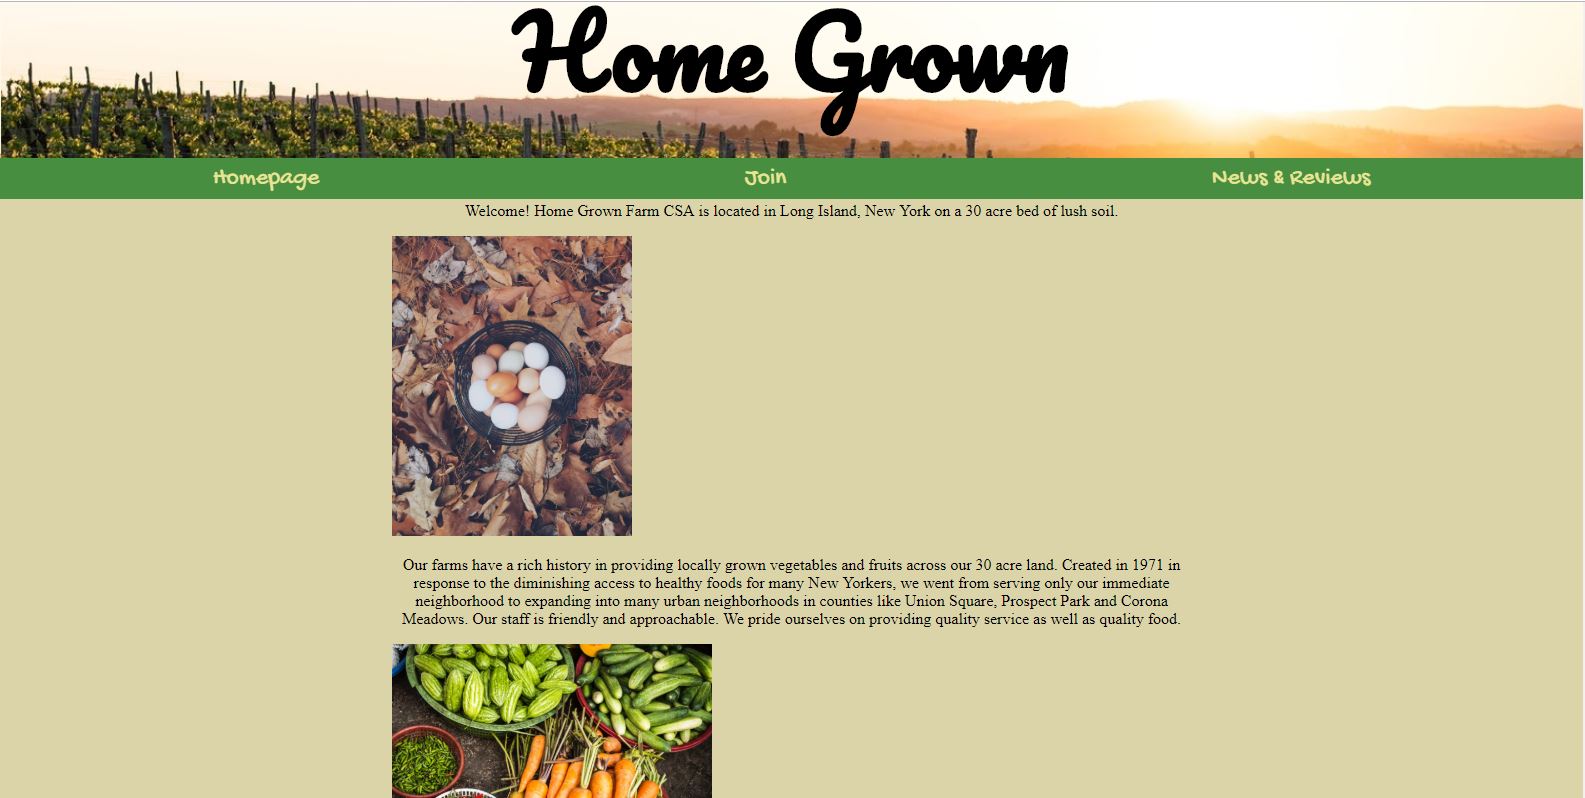 Home Grown
Homepage
Join
News & Reviews
Welcome! Home Grown Farm CSA is located in Long Island, New York on a 30 acre bed of lush soil.
Our farms have a rich history in providing locally grown vegetables and fruits across our 30 acre land. Created in 1971 in
response to the diminishing access to healthy foods for many New Yorkers, we went from serving only our immediate
neighborhood to expanding into many urban neighborhoods in counties like Union Square, Prospect Park and Corona
Meadows. Our staff is friendly and approachable. We pride ourselves on providing quality service as well as quality food.